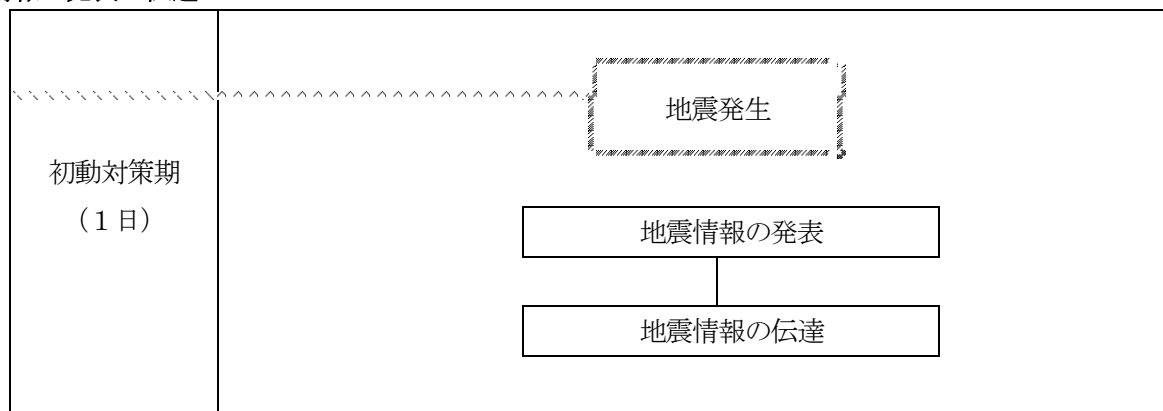 地震発生
初動対策期
（１日）
地震情報の発表
地震情報の伝達